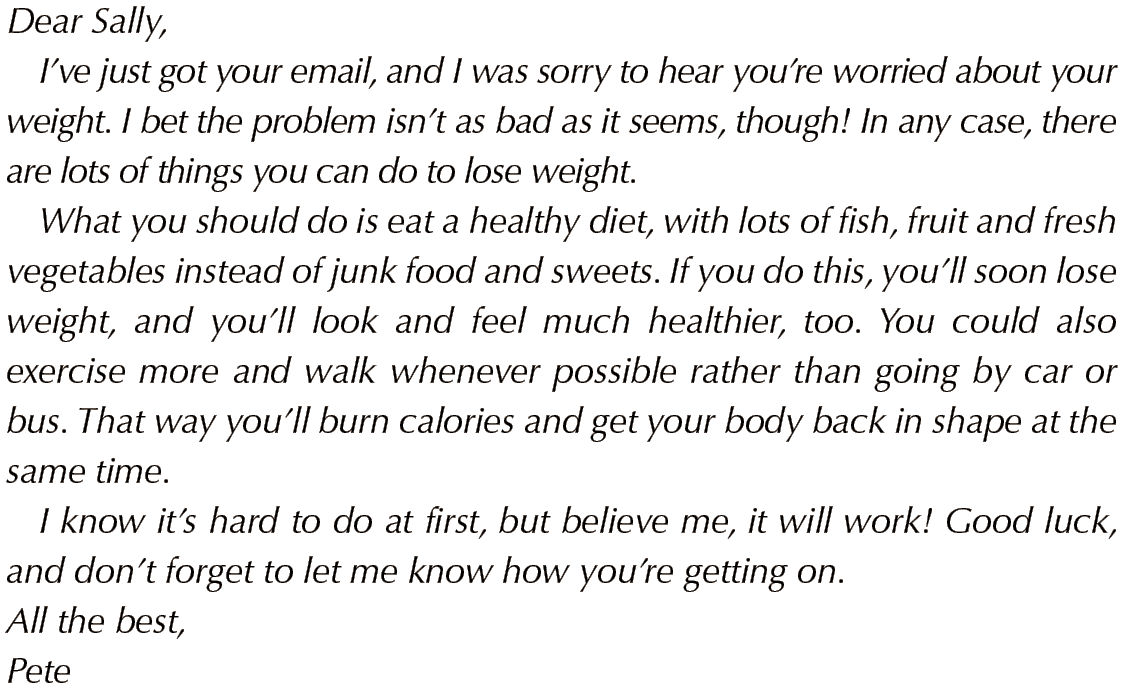 Dear Sally,
I've just got your email, and I was sorry to hear you're worried about your
weight. I bet the problem isn't as bad as it seems, though! In any case, there
are lots of things you can do to lose weight.
What you should do is eat a healthy diet, with lots of fish, fruit and fresh
vegetables instead of junk food and sweets. If you do this, you'll soon lose
weight, and you'll look and feel much healthier, too. You could also
exercise more and walk whenever possible rather than going by car or
bus. That way you'll burn calories and get your body back in shape at the
same time.
I know it's hard to do at first, but believe me, it will work! Good luck,
and don't forget to let me know how you're getting on.
All the best,
Pete